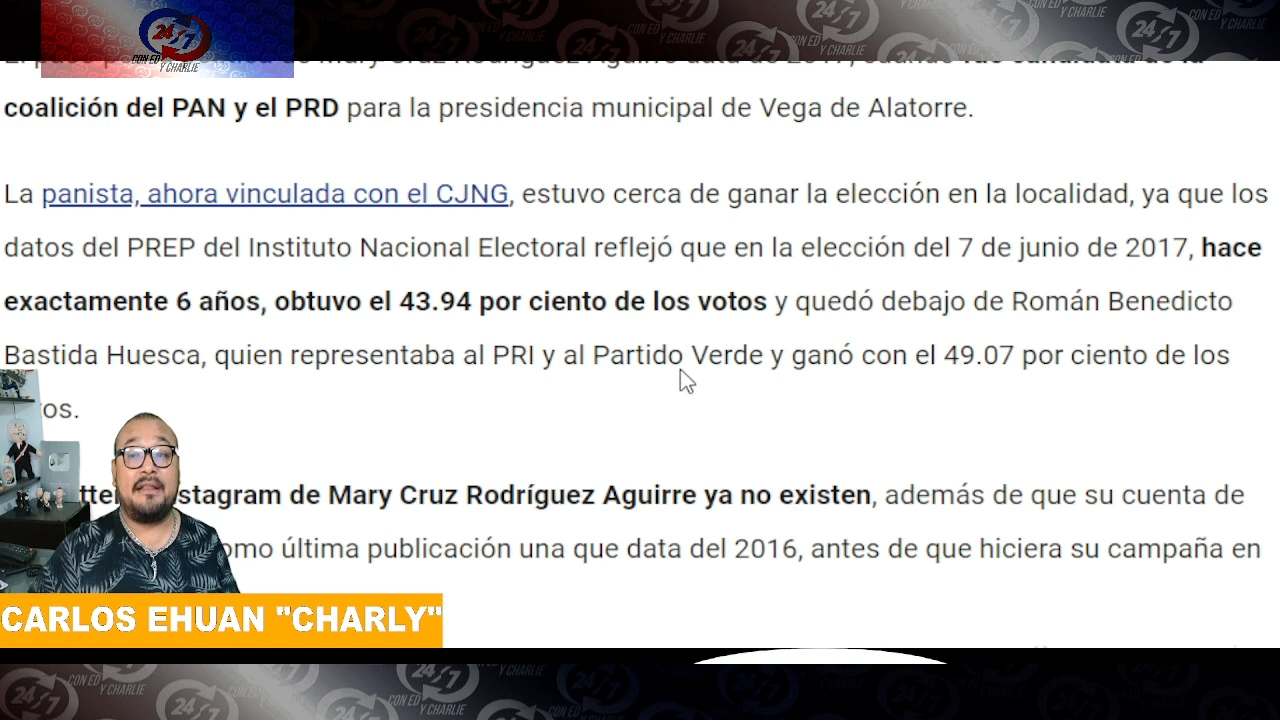 24/7
CON ED
Y CHARLIE
coalición del PAN y el PRD para la presidencia municipal de Vega de Alatorre.
La panista, ahora vinculada con el CJNG, estuvo cerca de ganar la elección en la localidad, ya que los
datos del PREP del Instituto Nacional Electoral reflejó que en la elección del 7 de junio de 2017, hace
exactamente 6 años, obtuvo el 43.94 por ciento de los votos y quedó debajo de Román Benedicto
Bastida Huesca, quien representaba al PRI y al Partido Verde y ganó con el 49.07 por ciento de los
os.
stagram de Mary Cruz Rodríguez Aguirre ya no existen, además de que su cuenta de
omo última publicación una que data del 2016, antes de que hiciera su campaña en
CARLOS EHUAN "CHARLY"